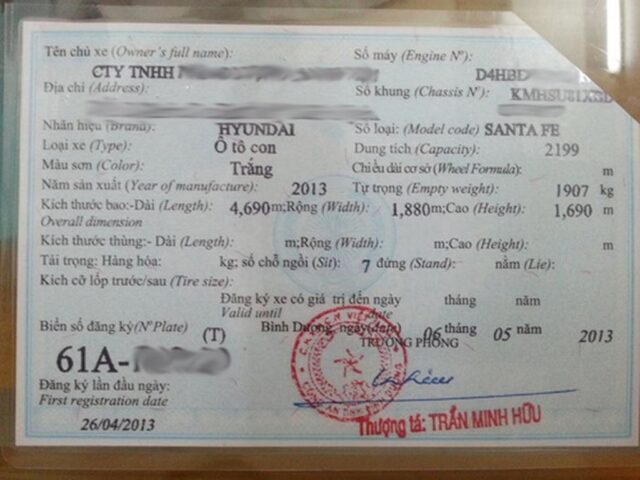 Tên chủ xe (Owner's full name): Số máy (Engine Nº):
CTY TNHH D4HBD
Địa chỉ (Address): Số khung (Chassis Nº): KMHSU81XBD
Nhãn hiệu (Brand): HYUNDAI Số loại: (Model code) SANTA FE
Loại xe (Type): Ô tô con Dung tích (Capacity): 2199
Màu sơn (Color): Trắng Chiều dài cơ sở (Wheel Formula): m
Năm sản xuất (Year of manufacture): 2013 Tự trọng (Empty weight): 1907 kg
Kích thước bao:-Dài (Length): 4,690 m;Rộng (Width): 1,880 m;Cao (Height): 1,690 m
Overall dimension
Kích thước thùng:- Dài (Length): m;Rộng (Width): m;Cao (Height): m
Tải trọng: Hàng hóa: kg; số chỗ ngồi (Sit): 7 đứng (Stand): nằm (Lie):
Kích cỡ lốp trước/sau (Tire size):
Đăng ký xe có giá trị đến ngày tháng năm
Valid until date
Biển số đăng ký(Nº Plate) (T) Bình Dương, ngày(date) 06 tháng 05 năm 2013
TRƯỞNG PHÒNG
61A-
Đăng ký lần đầu ngày:
First registration date
26/04/2013
Thượng tá: TRẦN MINH HỮU